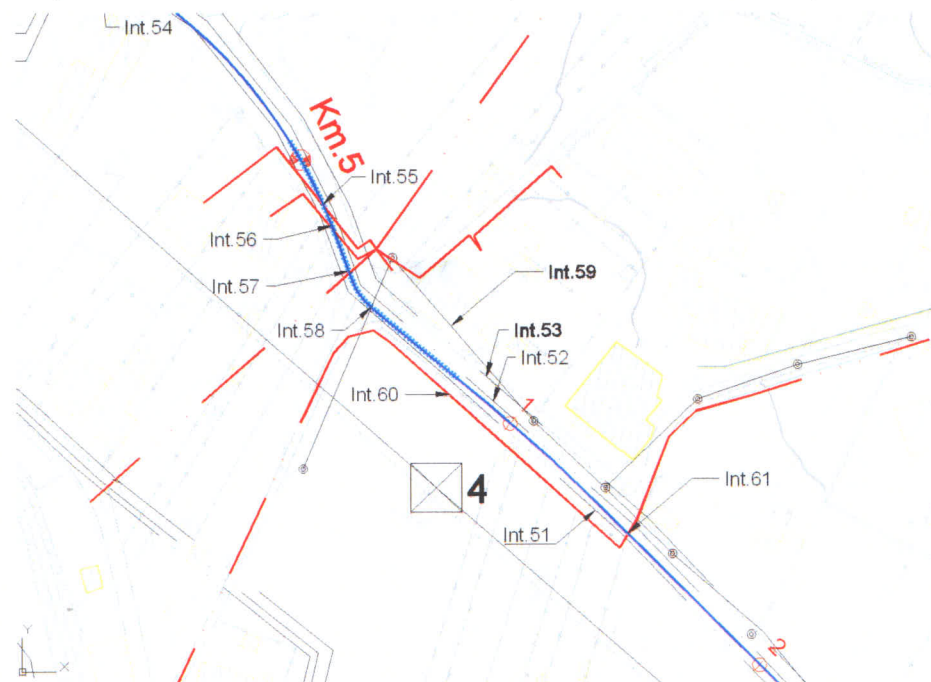 Int.54
Km.5
Int.55
Int.56
Int.59
Int.57
Int.53
Int.58
Int.52
Int.60
1
4
Int.61
Int.51
Y
X
2